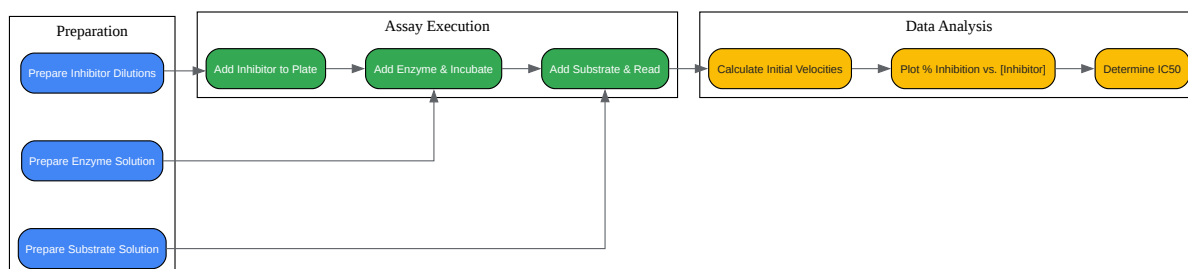 Preparation
Prepare Inhibitor Dilutions
Prepare Enzyme Solution
Prepare Substrate Solution
Assay Execution
Add Inhibitor to Plate
Add Enzyme & Incubate
Add Substrate & Read
Data Analysis
Calculate Initial Velocities
Plot % Inhibition vs. [Inhibitor]
Determine IC50